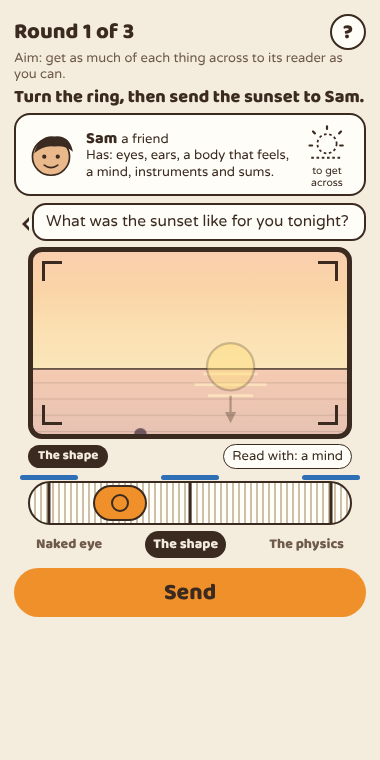 Round 1 of 3
?
Aim: get as much of each thing across to its reader as
you can.
Turn the ring, then send the sunset to Sam.
Sam a friend
Has: eyes, ears, a body that feels,
a mind, instruments and sums.
to get
across
What was the sunset like for you tonight?
The shape
Read with: a mind
Naked eye
The shape
The physics
Send